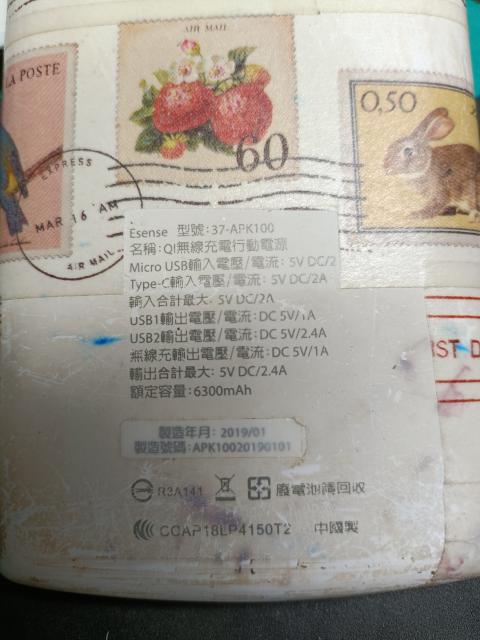 AIR MAIL
LA POSTE
0,50
60
EXPRESS
MAR 16 AM
AIR MAIL
Esense 型號:37-APK100
名稱:QI無線充電行動電源
Micro USB輸入電壓/電流: 5V DC/2
Type-C輸入電壓/電流: 5V DC/2A
輸入合計最大: 5V DC/2A
USB1輸出電壓/電流:DC 5V/1A
USB2輸出電壓/電流:DC 5V/2.4A
無線充輸出電壓/電流:DC 5V/1A
輸出合計最大: 5V DC/2.4A
額定容量:6300mAh
ST D
製造年月: 2019/01
製造號碼: APK10020190101
R3A141 廢電池請回收
CCAP18LP4150T2 中國製